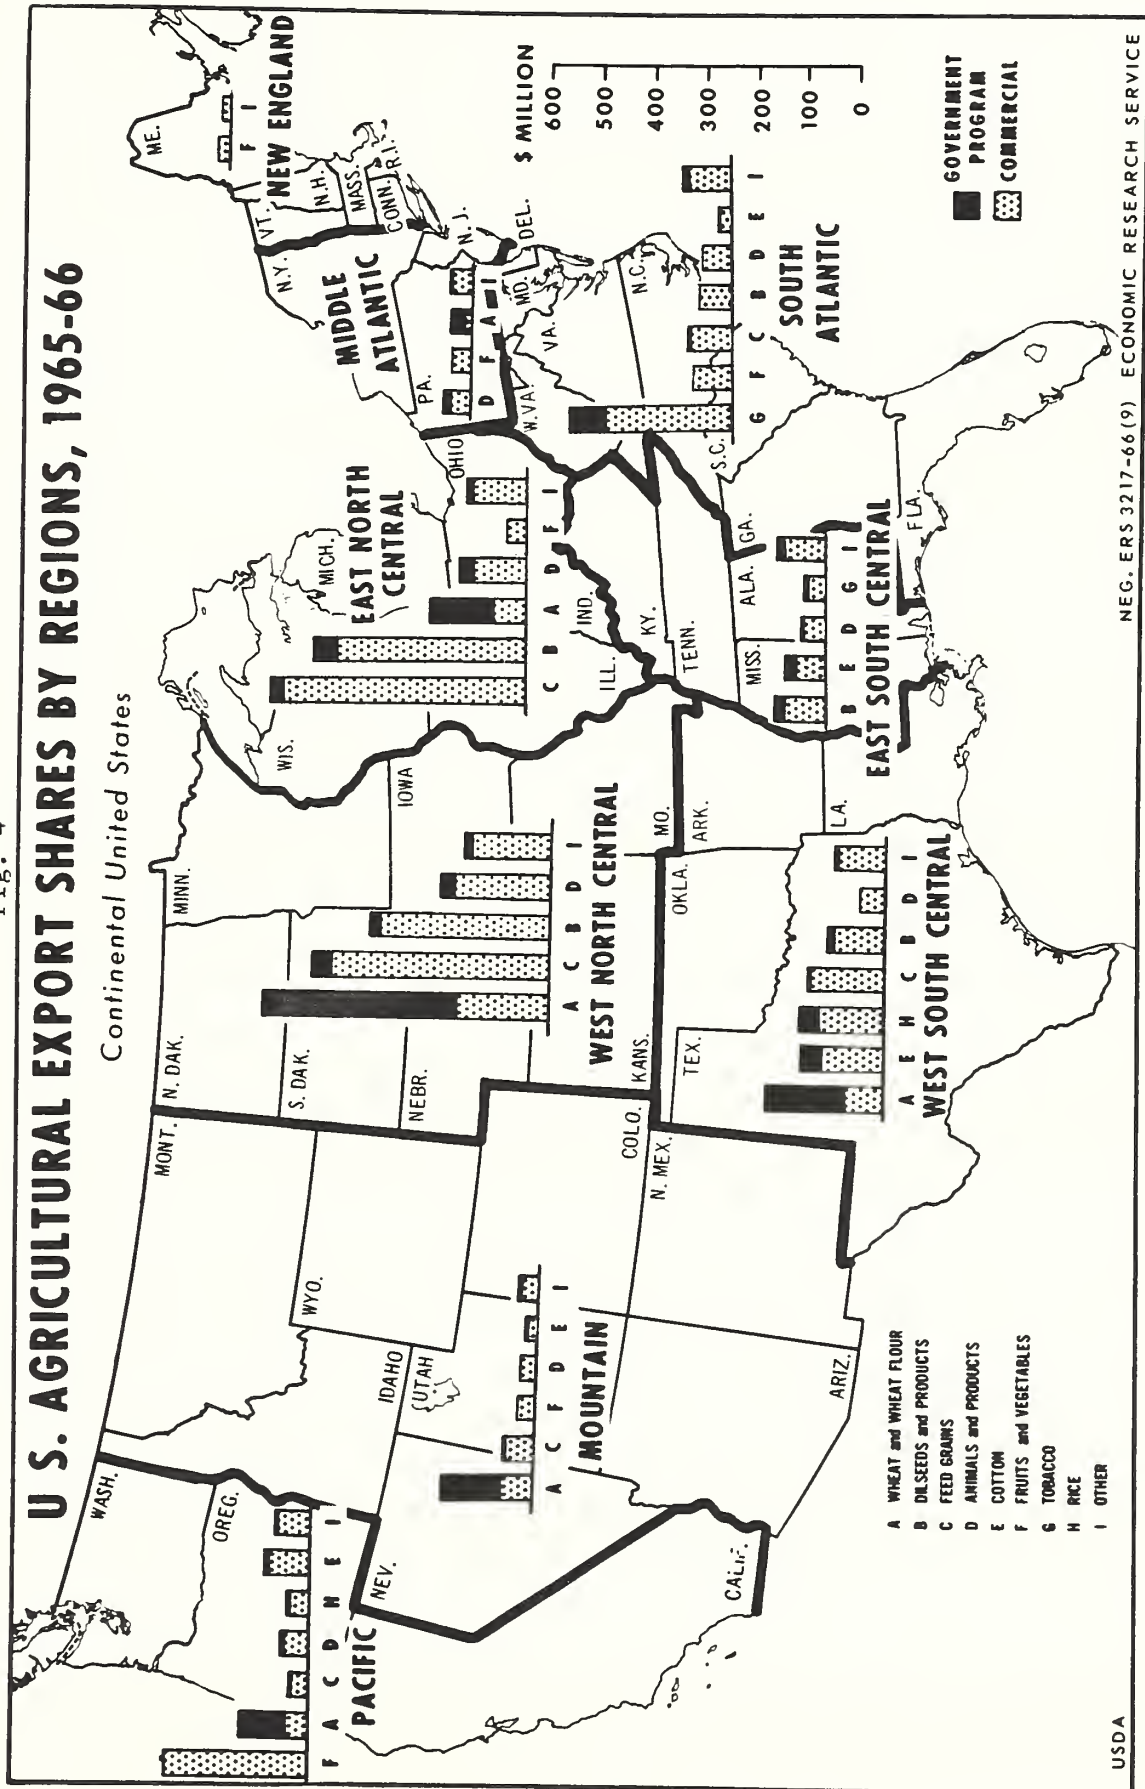 Fig. 4
U.S. AGRICULTURAL EXPORT SHARES BY REGIONS, 1965-66
Continental United States
WASH.
OREG.
F A C D H E I
PACIFIC
NEV.
CALIF.
MONT.
IDAHO
WYO.
UTAH
COLO.
N. MEX.
ARIZ.
A C F D E I
MOUNTAIN
N. DAK.
S. DAK.
NEBR.
KANS.
MINN.
IOWA
MO.
A C B D I
WEST NORTH CENTRAL
TEX.
OKLA.
ARK.
LA.
A E H C B D I
WEST SOUTH CENTRAL
WIS.
MICH.
ILL.
IND.
OHIO
EAST NORTH
CENTRAL
C B A D F I
KY.
TENN.
MISS.
ALA.
B E D G I
EAST SOUTH CENTRAL
N.Y.
PA.
N.J.
MIDDLE
ATLANTIC
D F A I
ME.
VT.
N.H.
MASS.
CONN.
R.I.
F I
NEW ENGLAND
DEL.
MD.
W.VA.
VA.
N.C.
S.C.
GA.
FLA.
G F C B D E I
SOUTH
ATLANTIC
$ MILLION
600
500
400
300
200
100
0
GOVERNMENT
PROGRAM
COMMERCIAL
A WHEAT and WHEAT FLOUR
B OILSEEDS and PRODUCTS
C FEED GRAINS
D ANIMALS and PRODUCTS
E COTTON
F FRUITS and VEGETABLES
G TOBACCO
H RICE
I OTHER
USDA
NEG. ERS 3217-66(9) ECONOMIC RESEARCH SERVICE